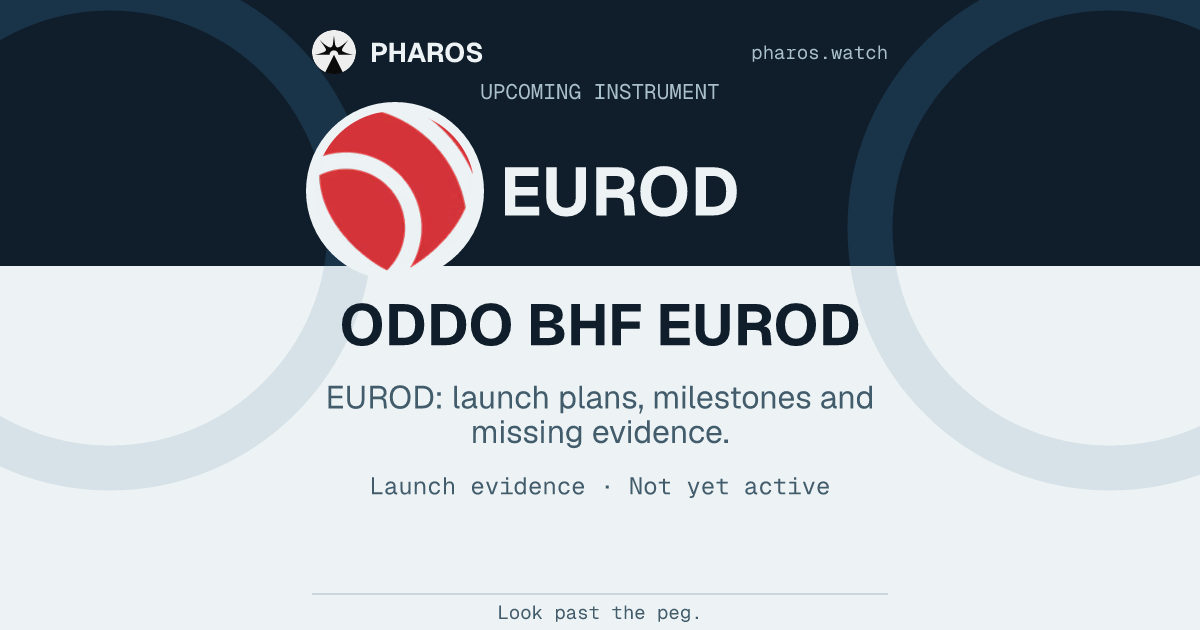 PHAROS
pharos.watch
UPCOMING INSTRUMENT
EUROD
ODDO BHF EUROD
EUROD: launch plans, milestones and
missing evidence.
Launch evidence · Not yet active
Look past the peg.